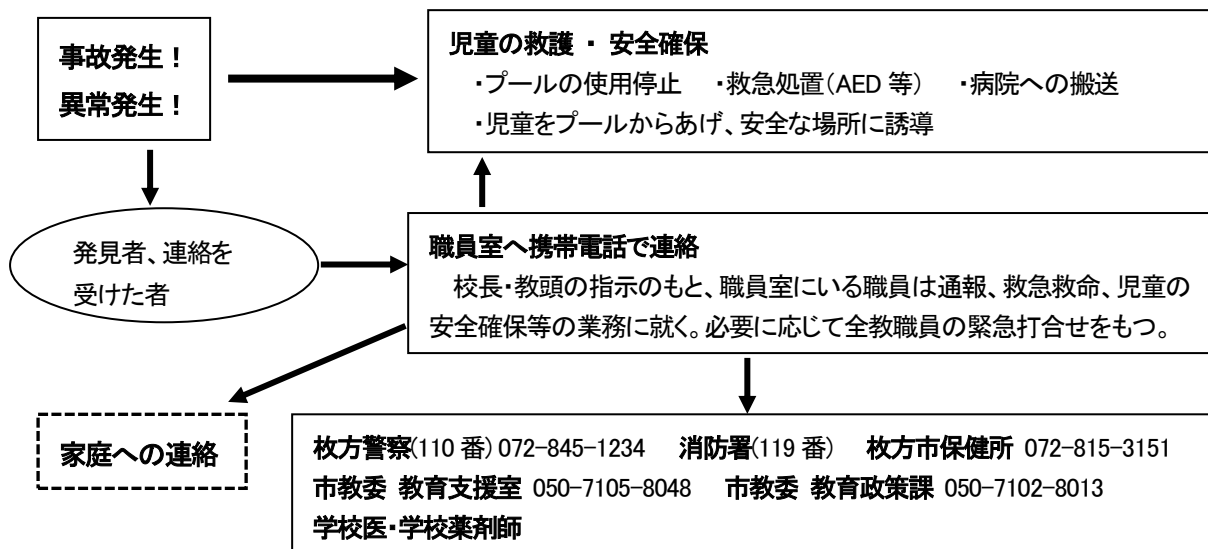 事故発生！
異常発生！
児童の救護 ・ 安全確保
・プールの使用停止　・救急処置（AED 等）　・病院への搬送
・児童をプールからあげ、安全な場所に誘導
発見者、連絡を
受けた者
職員室へ携帯電話で連絡
校長・教頭の指示のもと、職員室にいる職員は通報、救急救命、児童の
安全確保等の業務に就く。必要に応じて全教職員の緊急打合せをもつ。
家庭への連絡
枚方警察(110 番) 072-845-1234　消防署(119 番)　枚方市保健所 072-815-3151
市教委 教育支援室 050-7105-8048　市教委 教育政策課 050-7102-8013
学校医・学校薬剤師